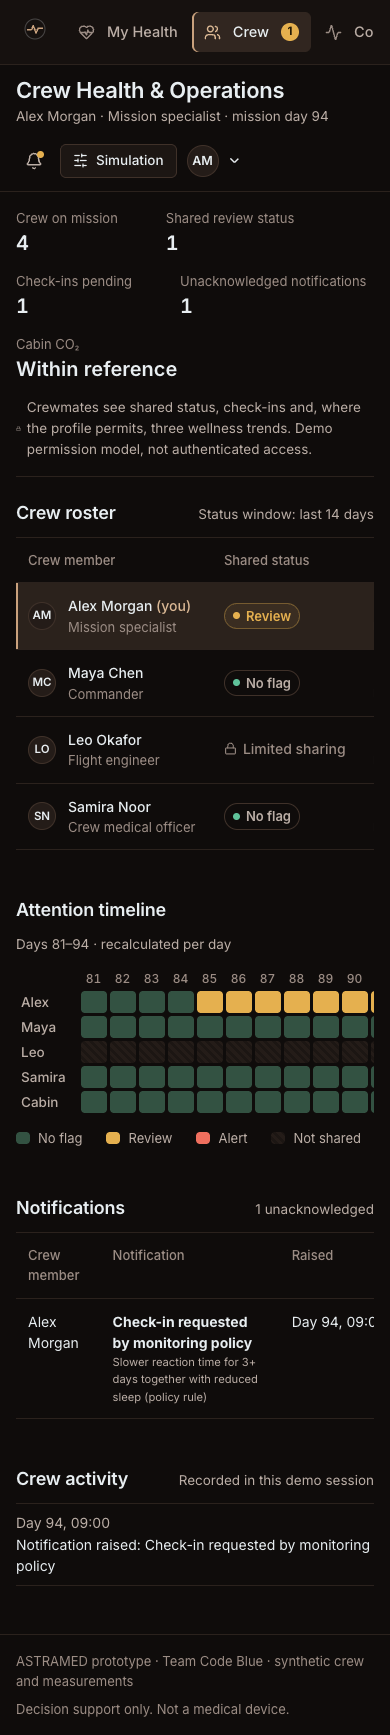 My Health
Crew 1
Co
Crew Health & Operations
Alex Morgan · Mission specialist · mission day 94
Simulation AM
Crew on mission Shared review status
4 1
Check-ins pending Unacknowledged notifications
1 1
Cabin CO₂
Within reference
Crewmates see shared status, check-ins and, where
the profile permits, three wellness trends. Demo
permission model, not authenticated access.
Crew roster Status window: last 14 days
Crew member Shared status
AM Alex Morgan (you) Review
Mission specialist
MC Maya Chen No flag
Commander
LO Leo Okafor Limited sharing
Flight engineer
SN Samira Noor No flag
Crew medical officer
Attention timeline
Days 81–94 · recalculated per day
81 82 83 84 85 86 87 88 89 90
Alex
Maya
Leo
Samira
Cabin
No flag Review Alert Not shared
Notifications 1 unacknowledged
Crew member Notification Raised
Alex Morgan
Check-in requested
by monitoring policy
Slower reaction time for 3+
days together with reduced
sleep (policy rule)
Day 94, 09:0
Crew activity Recorded in this demo session
Day 94, 09:00
Notification raised: Check-in requested by monitoring
policy
ASTRAMED prototype · Team Code Blue · synthetic crew
and measurements
Decision support only. Not a medical device.